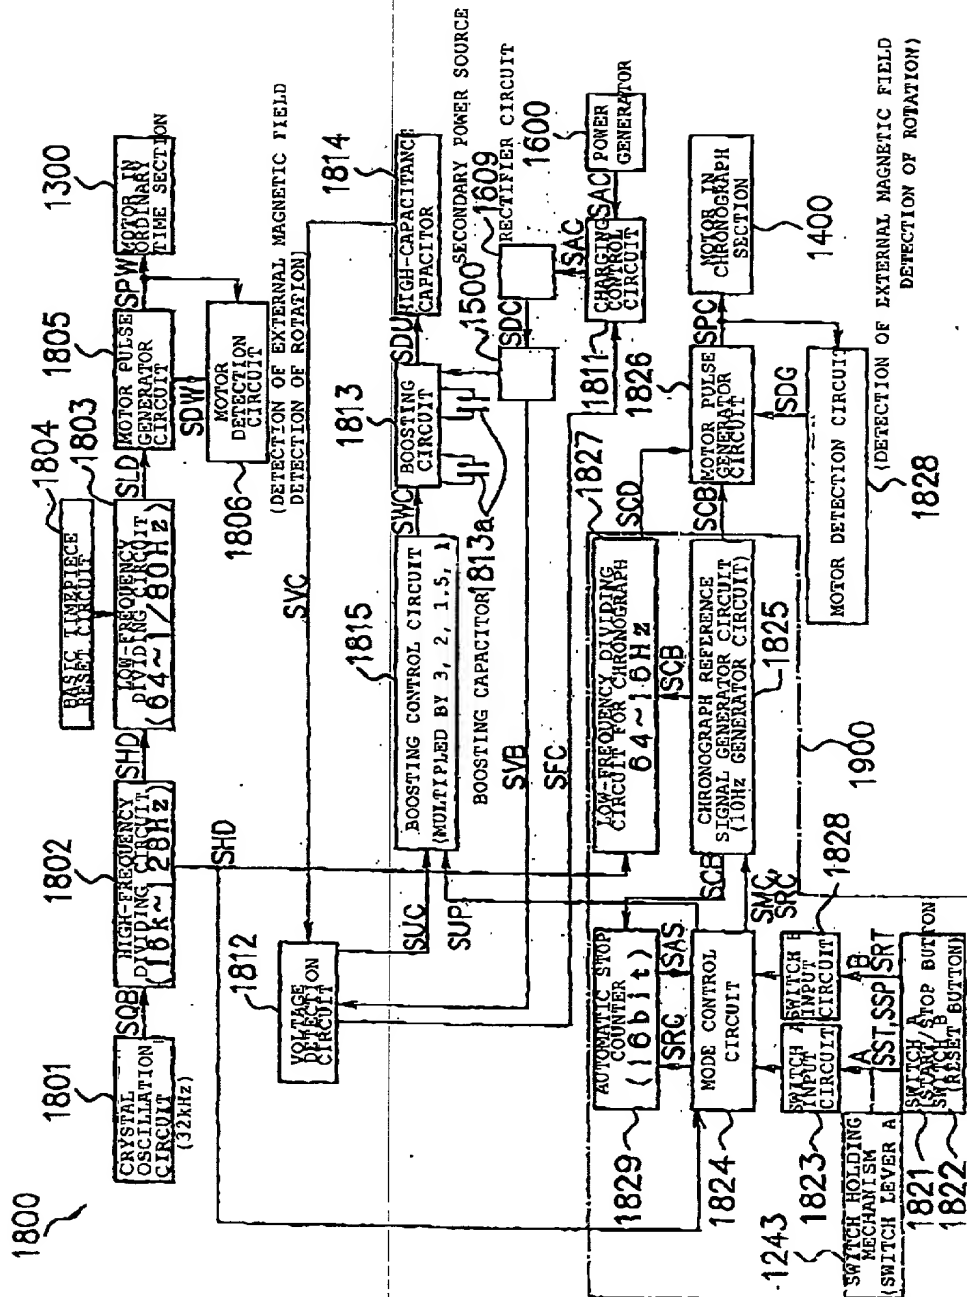 1800
1801
CRYSTAL
OSCILLATION
CIRCUIT
(32kHz)
SQB
1802
HIGH-FREQUENCY
DIVIDING CIRCUIT
(16K~128Hz)
SHD
SHD
1804
BASIC TIMEPIECE
RESET CIRCUIT
1803
LOW-FREQUENCY
DIVIDING CIRCUIT
(64~1/80Hz)
SLD
1805
MOTOR PULSE
GENERATOR
CIRCUIT
SPW
1300
MOTOR IN
ORDINARY
TIME SECTION
SDW
MOTOR
DETECTION
CIRCUIT
1806
(DETECTION OF EXTERNAL MAGNETIC FIELD
DETECTION OF ROTATION)
1812
VOLTAGE
DETECTION
CIRCUIT
SVC
SUC
SUP
1815
BOOSTING CONTROL CIRCUIT
(MULTIPLED BY 3, 2, 1.5, 1)
SWC
1813
BOOSTING
CIRCUIT
SDU
1814
HIGH-CAPACITANCE
CAPACITOR
BOOSTING CAPACITOR
1813a
SECONDARY POWER SOURCE
1500
RECTIFIER CIRCUIT
1609
SDC
SVB
SFC
SAC
1600
POWER
GENERATOR
SAC
CHARGING
CONTROL
CIRCUIT
1811
1829
AUTOMATIC STOP
COUNTER
(16bit)
SRC
SAS
SCB
1827
LOW-FREQUENCY DIVIDING
CIRCUIT FOR CHRONOGRAPH
64~16Hz
SCD
SCB
1824
MODE CONTROL
CIRCUIT
SMC,
SRC
CHRONOGRAPH REFERENCE
SIGNAL GENERATOR CIRCUIT
(10Hz GENERATOR CIRCUIT)
1825
SCB
1826
MOTOR PULSE
GENERATOR
CIRCUIT
SPC
MOTOR IN
CHRONOGRAPH
SECTION
1400
SDG
MOTOR DETECTION CIRCUIT
1828
(DETECTION OF EXTERNAL MAGNETIC FIELD
DETECTION OF ROTATION)
1823
SWITCH A
INPUT
CIRCUIT
SWITCH B
INPUT
CIRCUIT
1828
1900
A
SST, SSP
B
SRT
1243
SWITCH HOLDING
MECHANISM
(SWITCH LEVER A
1821
SWITCH A
(START/STOP BUTTON)
SWITCH B
(RESET BUTTON)
1822